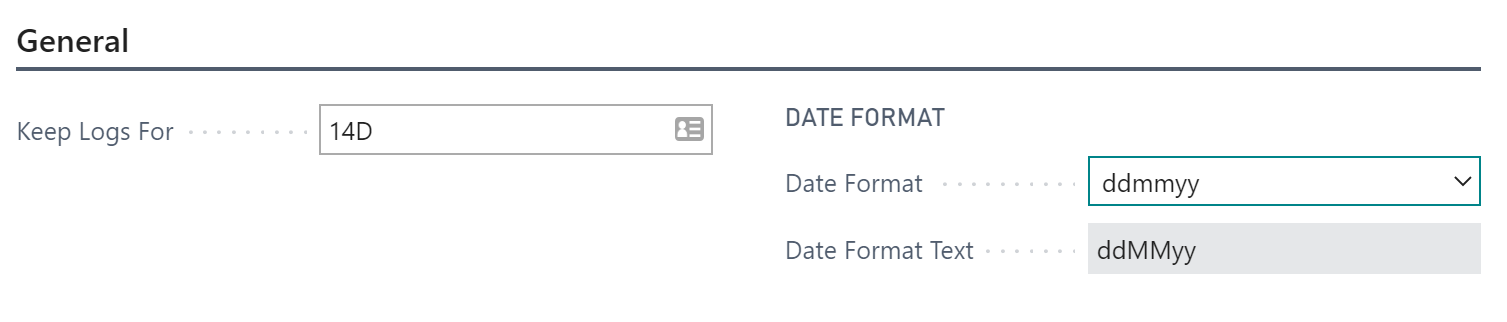 General
Keep Logs For 14D
DATE FORMAT
Date Format ddmmyy
Date Format Text ddMMyy